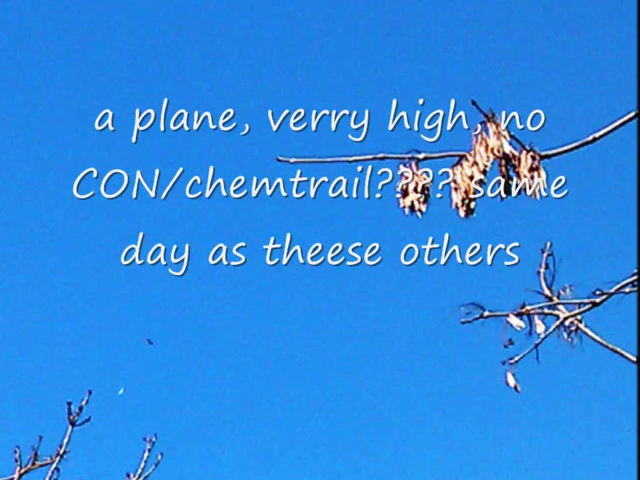 a plane, verry high, no
CON/chemtrail???? same
day as theese others